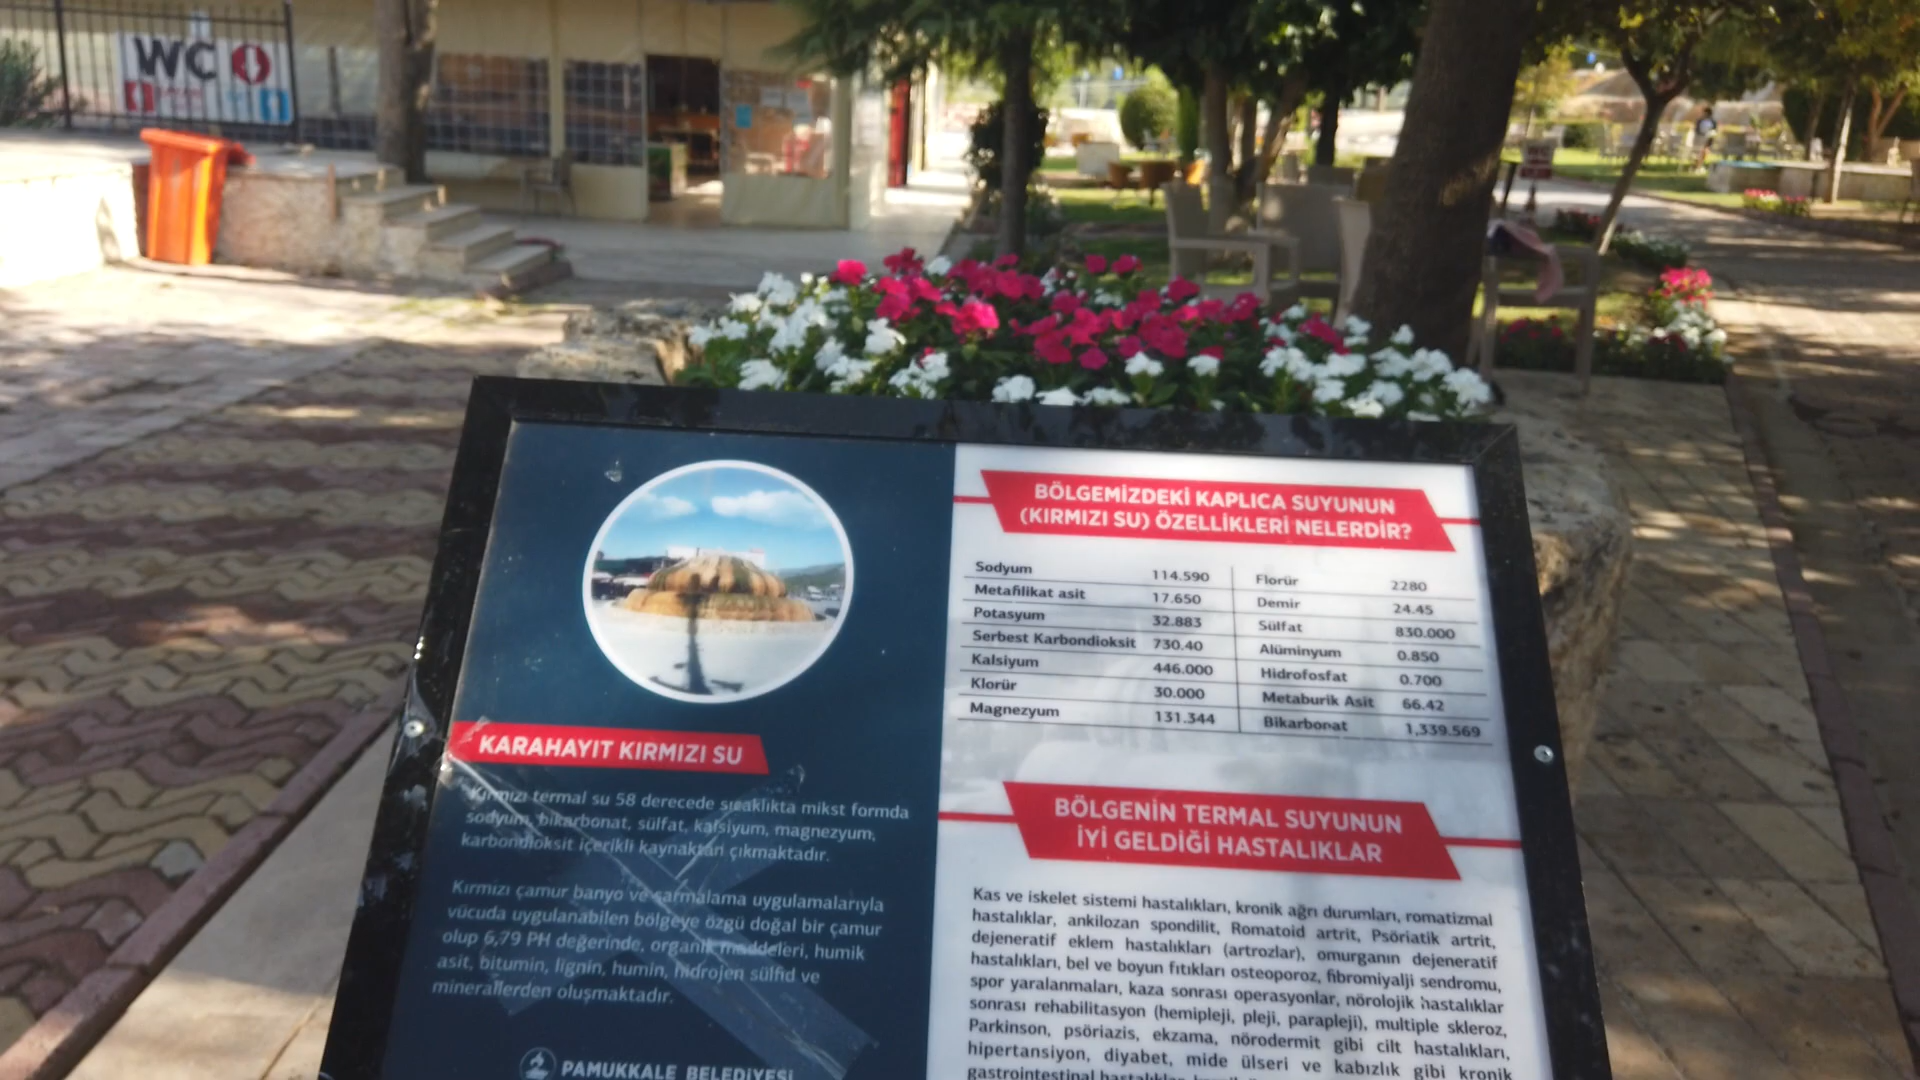 WC
KARAHAYIT KIRMIZI SU
Kırmızı termal su 58 derecede sıcaklıkta mikst formda
sodyum, bikarbonat, sülfat, kalsiyum, magnezyum,
karbondioksit içerikli kaynaktan çıkmaktadır.
Kırmızı çamur banyo ve sarmalama uygulamalarıyla
vücuda uygulanabilen bölgeye özgü doğal bir çamur
olup 6,79 PH değerinde, organik maddeleri, humik
asit, bitumin, lignin, humin, hidrojen sülfid ve
minerallerden oluşmaktadır.
PAMUKKALE BELEDİYESİ
BÖLGEMİZDEKİ KAPLICA SUYUNUN
(KIRMIZI SU) ÖZELLİKLERİ NELERDİR?
Sodyum 114.590
Metafilikat asit 17.650
Potasyum 32.883
Serbest Karbondioksit 730.40
Kalsiyum 446.000
Klorür 30.000
Magnezyum 131.344
Florür 2280
Demir 24.45
Sülfat 830.000
Alüminyum 0.850
Hidrofosfat 0.700
Metaburik Asit 66.42
Bikarbonat 1,339.569
BÖLGENİN TERMAL SUYUNUN
İYİ GELDİĞİ HASTALIKLAR
Kas ve iskelet sistemi hastalıkları, kronik ağrı durumları, romatizmal
hastalıklar, ankilozan spondilit, Romatoid artrit, Psöriatik artrit,
dejeneratif eklem hastalıkları (artrozlar), omurganın dejeneratif
hastalıkları, bel ve boyun fıtıkları osteoporoz, fibromiyalji sendromu,
spor yaralanmaları, kaza sonrası operasyonlar, nörolojik hastalıklar
sonrası rehabilitasyon (hemipleji, pleji, parapleji), multiple skleroz,
Parkinson, psöriazis, ekzama, nörodermit gibi cilt hastalıkları,
hipertansiyon, diyabet, mide ülseri ve kabızlık gibi kronik
gastrointestinal